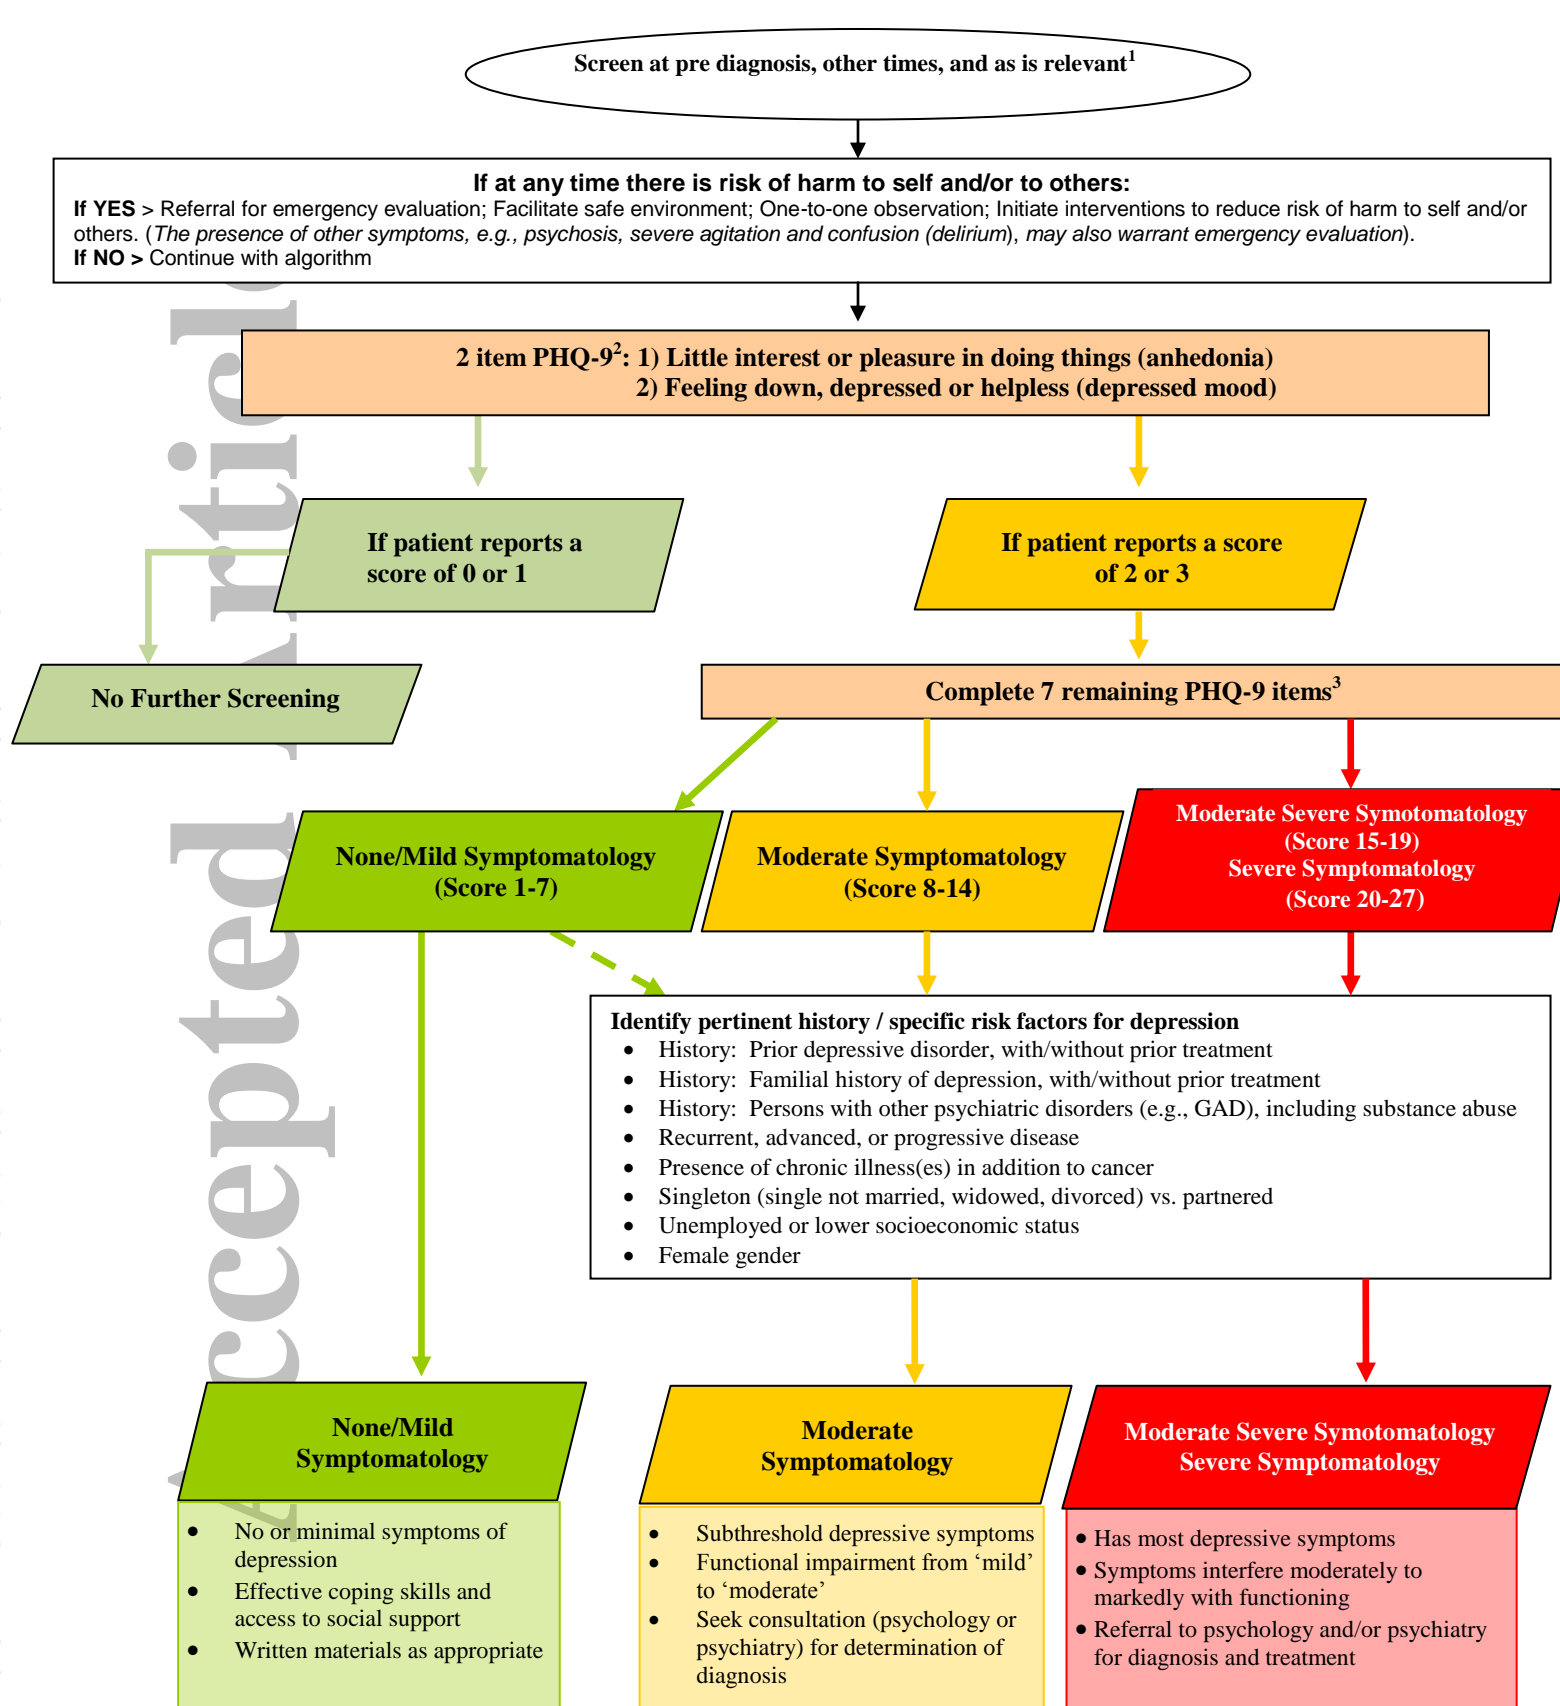 Screen at pre diagnosis, other times, and as is relevant1
If at any time there is risk of harm to self and/or to others:
If YES > Referral for emergency evaluation; Facilitate safe environment; One-to-one observation; Initiate interventions to reduce risk of harm to self and/or
others. (The presence of other symptoms, e.g., psychosis, severe agitation and confusion (delirium), may also warrant emergency evaluation).
If NO > Continue with algorithm
2 item PHQ-92: 1) Little interest or pleasure in doing things (anhedonia)
2) Feeling down, depressed or helpless (depressed mood)
If patient reports a
score of 0 or 1
If patient reports a score
of 2 or 3
No Further Screening
Complete 7 remaining PHQ-9 items3
None/Mild Symptomatology
(Score 1-7)
Moderate Symptomatology
(Score 8-14)
Moderate Severe Symotomatology
(Score 15-19)
Severe Symptomatology
(Score 20-27)
Identify pertinent history / specific risk factors for depression
• History: Prior depressive disorder, with/without prior treatment
• History: Familial history of depression, with/without prior treatment
• History: Persons with other psychiatric disorders (e.g., GAD), including substance abuse
• Recurrent, advanced, or progressive disease
• Presence of chronic illness(es) in addition to cancer
• Singleton (single not married, widowed, divorced) vs. partnered
• Unemployed or lower socioeconomic status
• Female gender
None/Mild
Symptomatology
• No or minimal symptoms of
depression
• Effective coping skills and
access to social support
• Written materials as appropriate
Moderate
Symptomatology
• Subthreshold depressive symptoms
• Functional impairment from ‘mild’
to ‘moderate’
• Seek consultation (psychology or
psychiatry) for determination of
diagnosis
Moderate Severe Symotomatology
Severe Symptomatology
• Has most depressive symptoms
• Symptoms interfere moderately to
markedly with functioning
• Referral to psychology and/or psychiatry
for diagnosis and treatment
Accepted Article